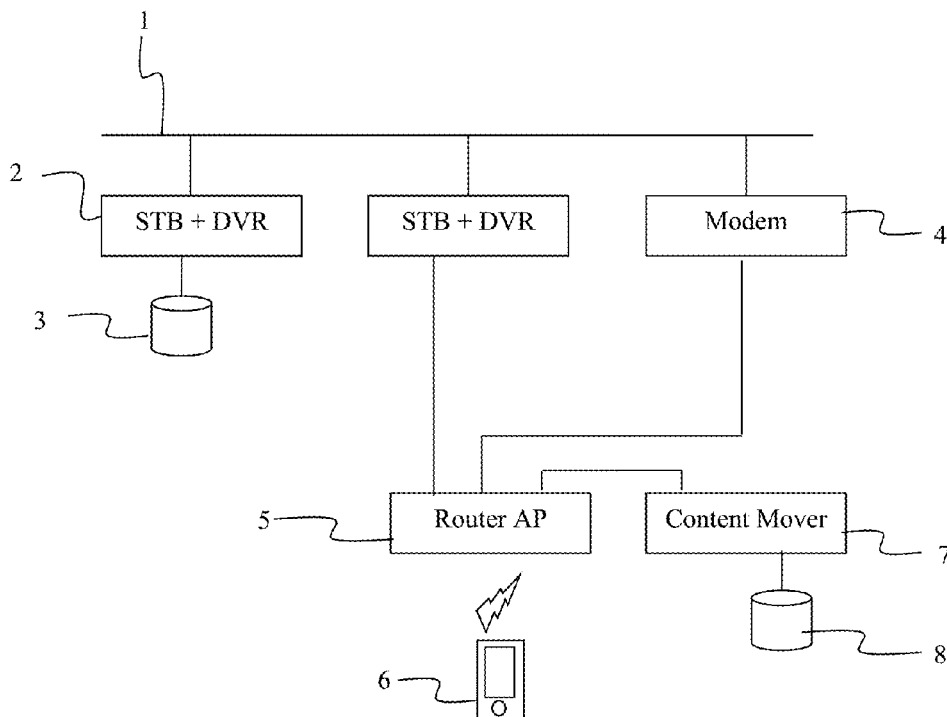 1
2
STB + DVR
STB + DVR
Modem
4
3
5
Router AP
Content Mover
7
6
8